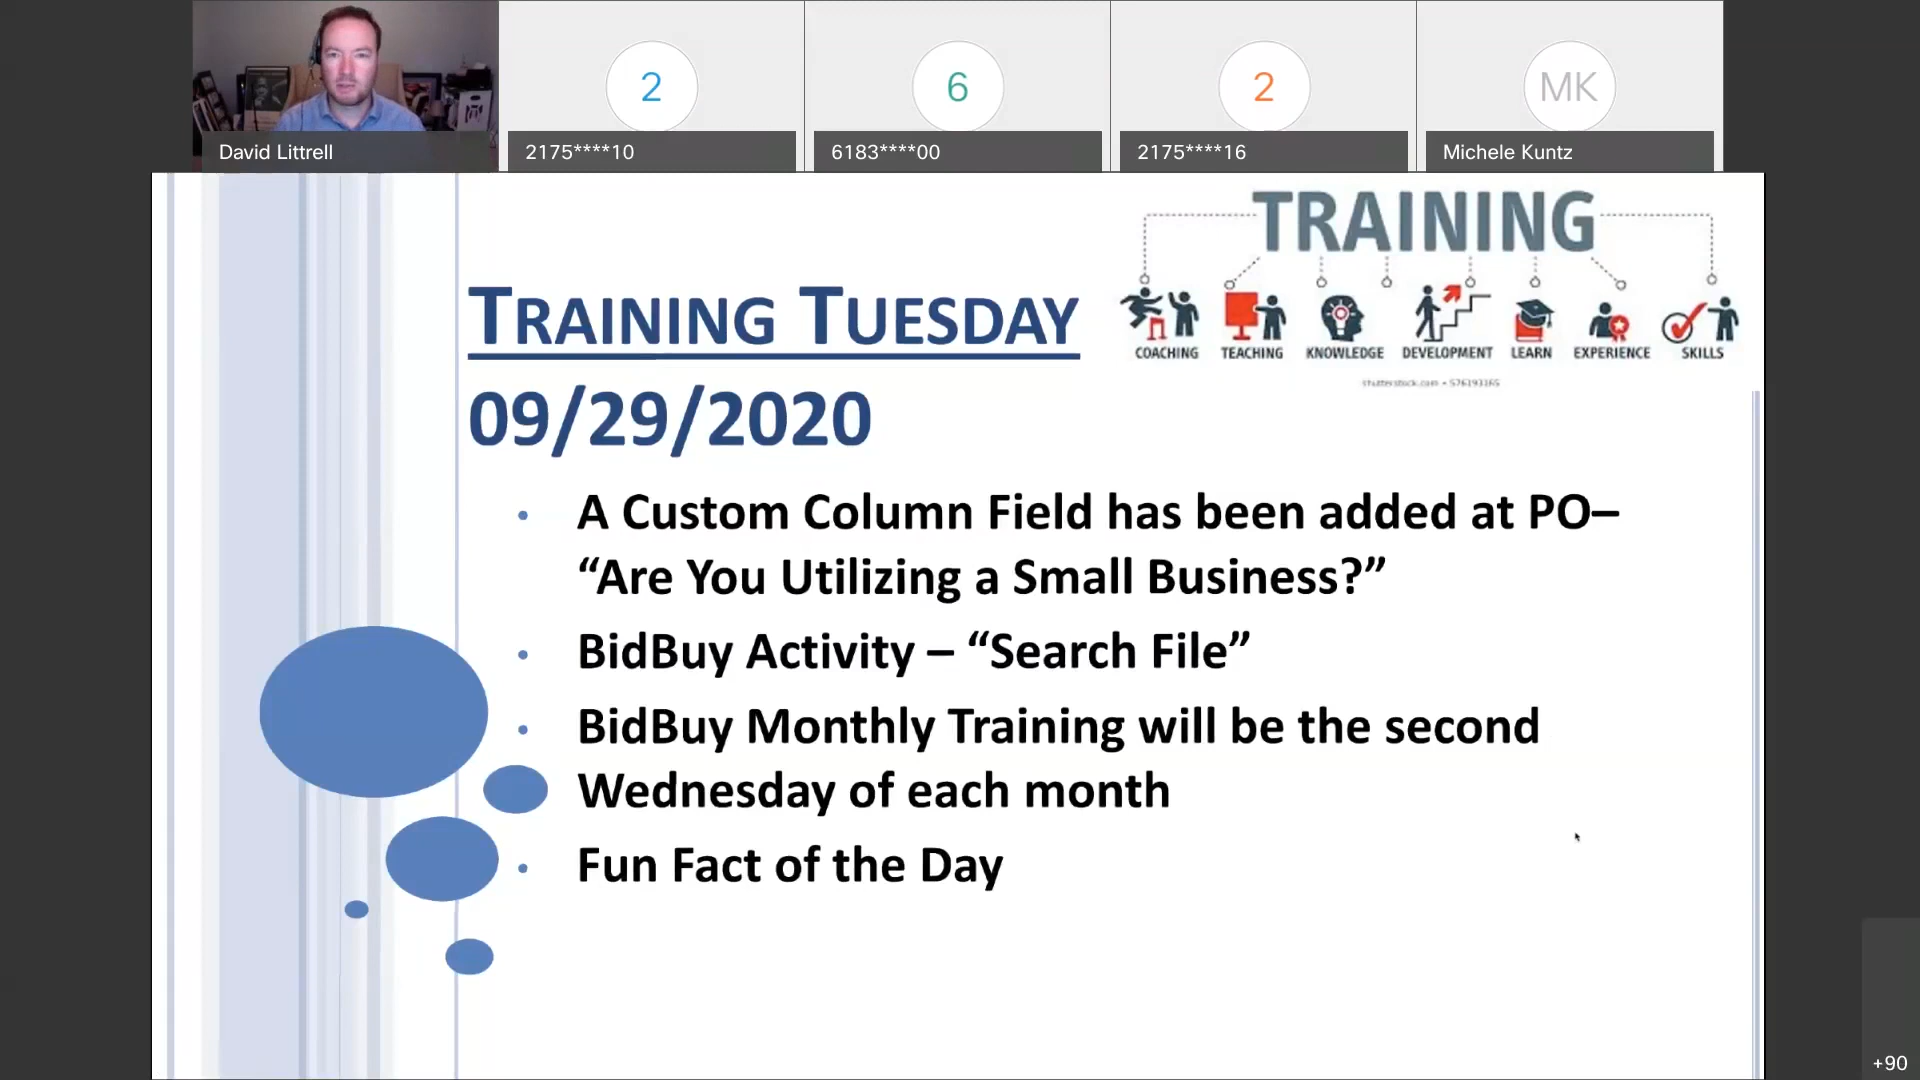 2
6
2
MK
David Littrell
2175****10
6183****00
2175****16
Michele Kuntz
TRAINING
COACHING
TEACHING
KNOWLEDGE
DEVELOPMENT
LEARN
EXPERIENCE
SKILLS
shutterstock.com • 576193165
TRAINING TUESDAY
09/29/2020
• A Custom Column Field has been added at PO–
“Are You Utilizing a Small Business?”
• BidBuy Activity – “Search File”
• BidBuy Monthly Training will be the second
Wednesday of each month
• Fun Fact of the Day
+90